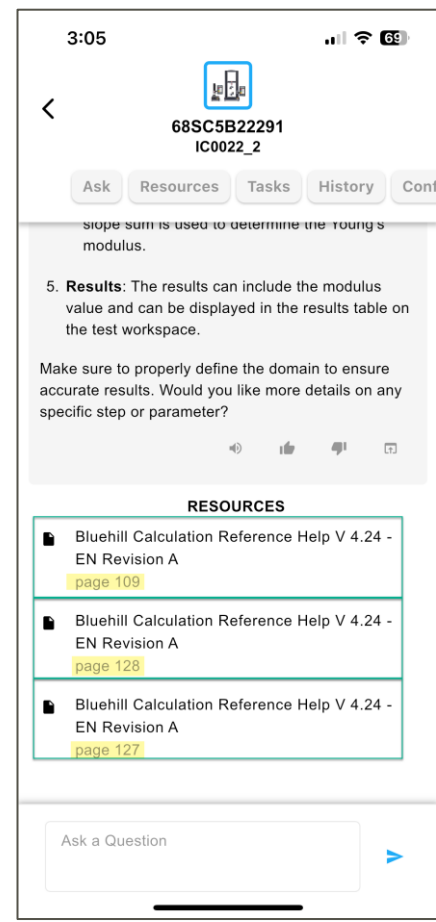 3:05
69
68SC5B22291
IC0022_2
Ask Resources Tasks History Conf
slope sum is used to determine the Young's
modulus.
5. Results: The results can include the modulus
value and can be displayed in the results table on
the test workspace.
Make sure to properly define the domain to ensure
accurate results. Would you like more details on any
specific step or parameter?
RESOURCES
Bluehill Calculation Reference Help V 4.24 -
EN Revision A
page 109
Bluehill Calculation Reference Help V 4.24 -
EN Revision A
page 128
Bluehill Calculation Reference Help V 4.24 -
EN Revision A
page 127
Ask a Question